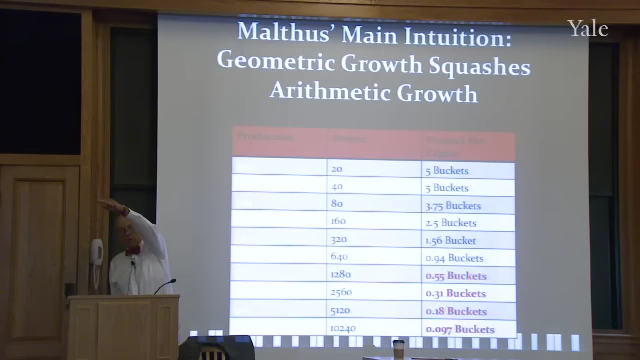 Yale
Malthus' Main Intuition:
Geometric Growth Squashes
Arithmetic Growth
20 5 Buckets
40 5 Buckets
80 3.75 Buckets
160 2.5 Buckets
320 1.56 Bucket
640 0.94 Buckets
1280 0.55 Buckets
2560 0.31 Buckets
5120 0.18 Buckets
10240 0.097 Buckets